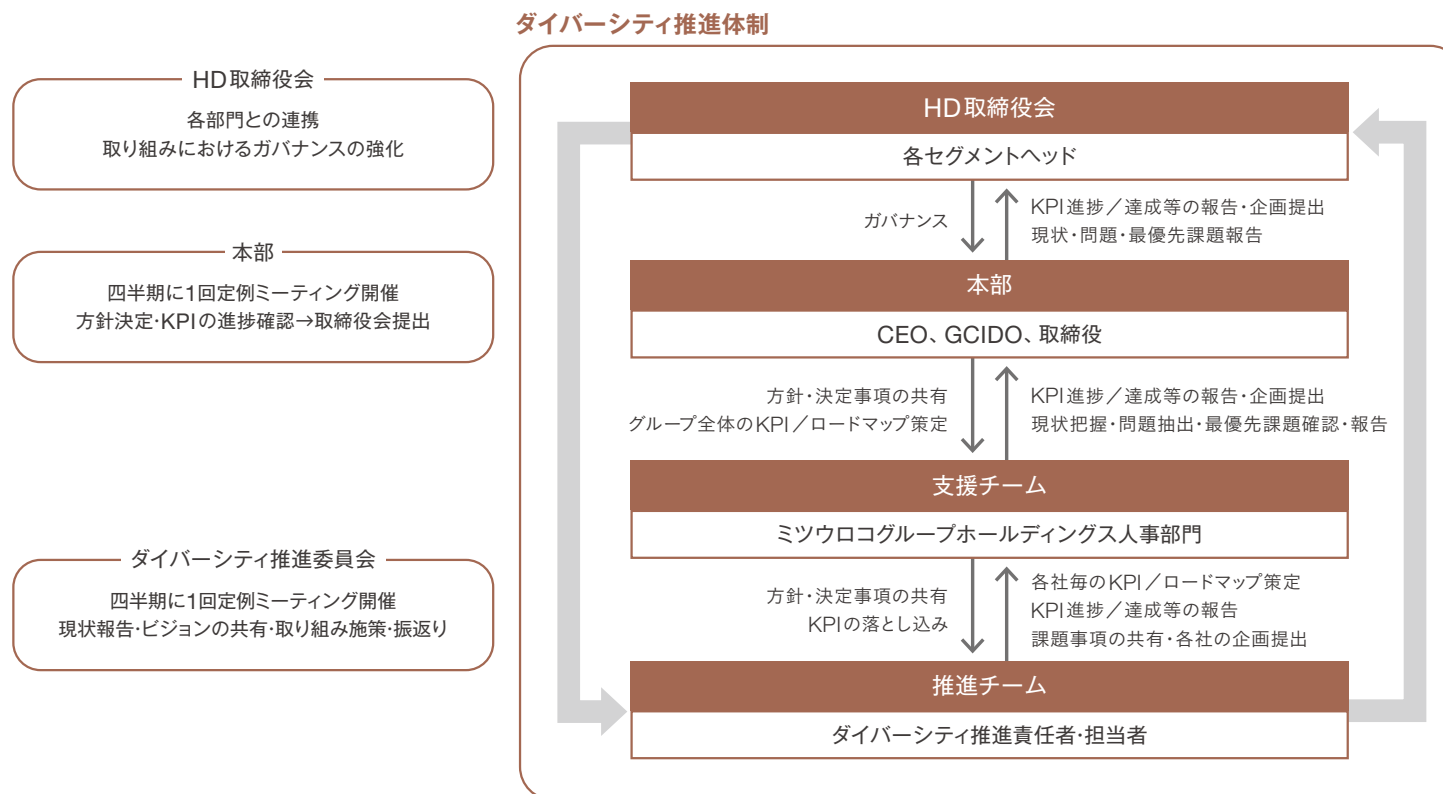 ダイバーシティ推進体制
HD取締役会
各部門との連携
取り組みにおけるガバナンスの強化
本部
四半期に1回定例ミーティング開催
方針決定・KPIの進捗確認→取締役会提出
ダイバーシティ推進委員会
四半期に1回定例ミーティング開催
現状報告・ビジョンの共有・取り組み施策・振返り
HD取締役会
各セグメントヘッド
ガバナンス
KPI進捗／達成等の報告・企画提出
現状・問題・最優先課題報告
本部
CEO、GCIDO、取締役
方針・決定事項の共有
グループ全体のKPI／ロードマップ策定
KPI進捗／達成等の報告・企画提出
現状把握・問題抽出・最優先課題確認・報告
支援チーム
ミツウロコグループホールディングス人事部門
方針・決定事項の共有
KPIの落とし込み
各社毎のKPI／ロードマップ策定
KPI進捗／達成等の報告
課題事項の共有・各社の企画提出
推進チーム
ダイバーシティ推進責任者・担当者